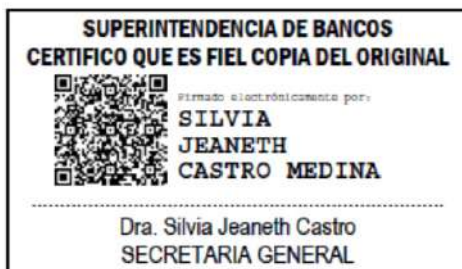 SUPERINTENDENCIA DE BANCOS
CERTIFICO QUE ES FIEL COPIA DEL ORIGINAL
Firmado electrónicamente por:
SILVIA
JEANETH
CASTRO MEDINA
Dra. Silvia Jeaneth Castro
SECRETARIA GENERAL